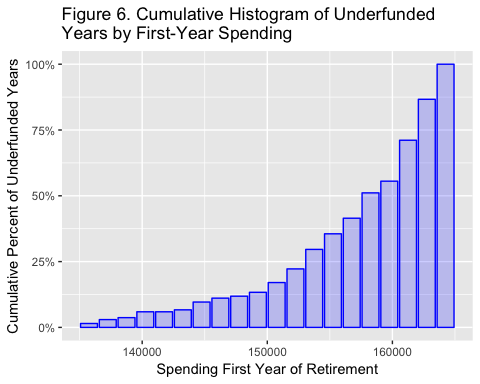 Figure 6. Cumulative Histogram of Underfunded
Years by First-Year Spending
Cumulative Percent of Underfunded Years
100%
75%
50%
25%
0%
140000
150000
160000
Spending First Year of Retirement